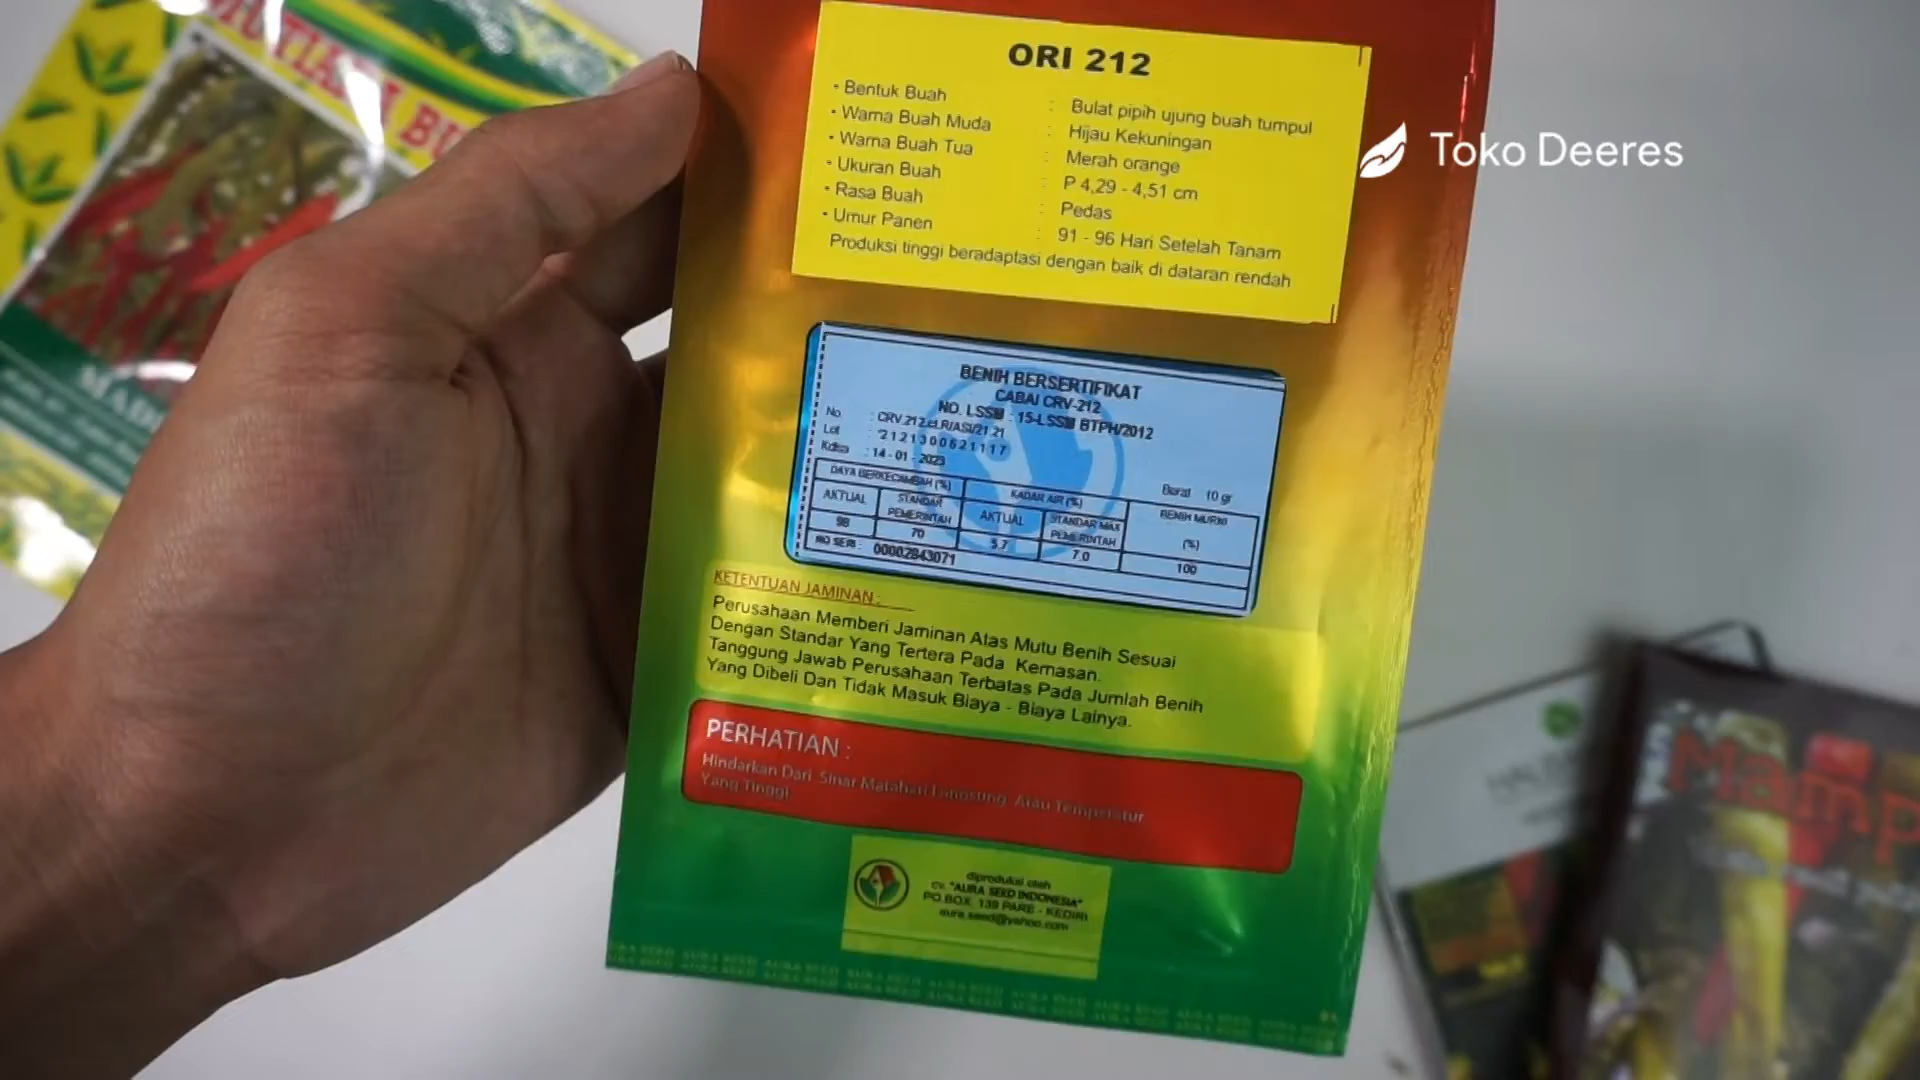 ORI 212
• Bentuk Buah : Bulat pipih ujung buah tumpul
• Warna Buah Muda : Hijau Kekuningan
• Warna Buah Tua : Merah orange
• Ukuran Buah : P 4,29 - 4,51 cm
• Rasa Buah : Pedas
• Umur Panen : 91 - 96 Hari Setelah Tanam
Produksi tinggi beradaptasi dengan baik di dataran rendah
Toko Deeres
BENIH BERSERTIFIKAT
CABAI CRV-212
NO. LSSM : 15-LSSM BTPH/2012
No. :
Lot : 2121300621117
: 14 - 01 - 2023
Berat 10 gr
DAYA BERKECAMBAH (%) KADAR AIR (%) BENIH MURNI (%)
AKTUAL STANDAR PEMERINTAH AKTUAL STANDAR MAX PEMERINTAH
98 70 5.7 7.0 100
NO SERI : 00002843071
KETENTUAN JAMINAN :
Perusahaan Memberi Jaminan Atas Mutu Benih Sesuai
Dengan Standar Yang Tertera Pada Kemasan.
Tanggung Jawab Perusahaan Terbatas Pada Jumlah Benih
Yang Dibeli Dan Tidak Masuk Biaya - Biaya Lainya.
PERHATIAN :
Hindarkan Dari Sinar Matahari Langsung Atau Temperatur
Yang Tinggi
diproduksi oleh
cv. "AURA SEED INDONESIA"
PO.BOX. 139 PARE - KEDIRI
aura.seed@yahoo.com